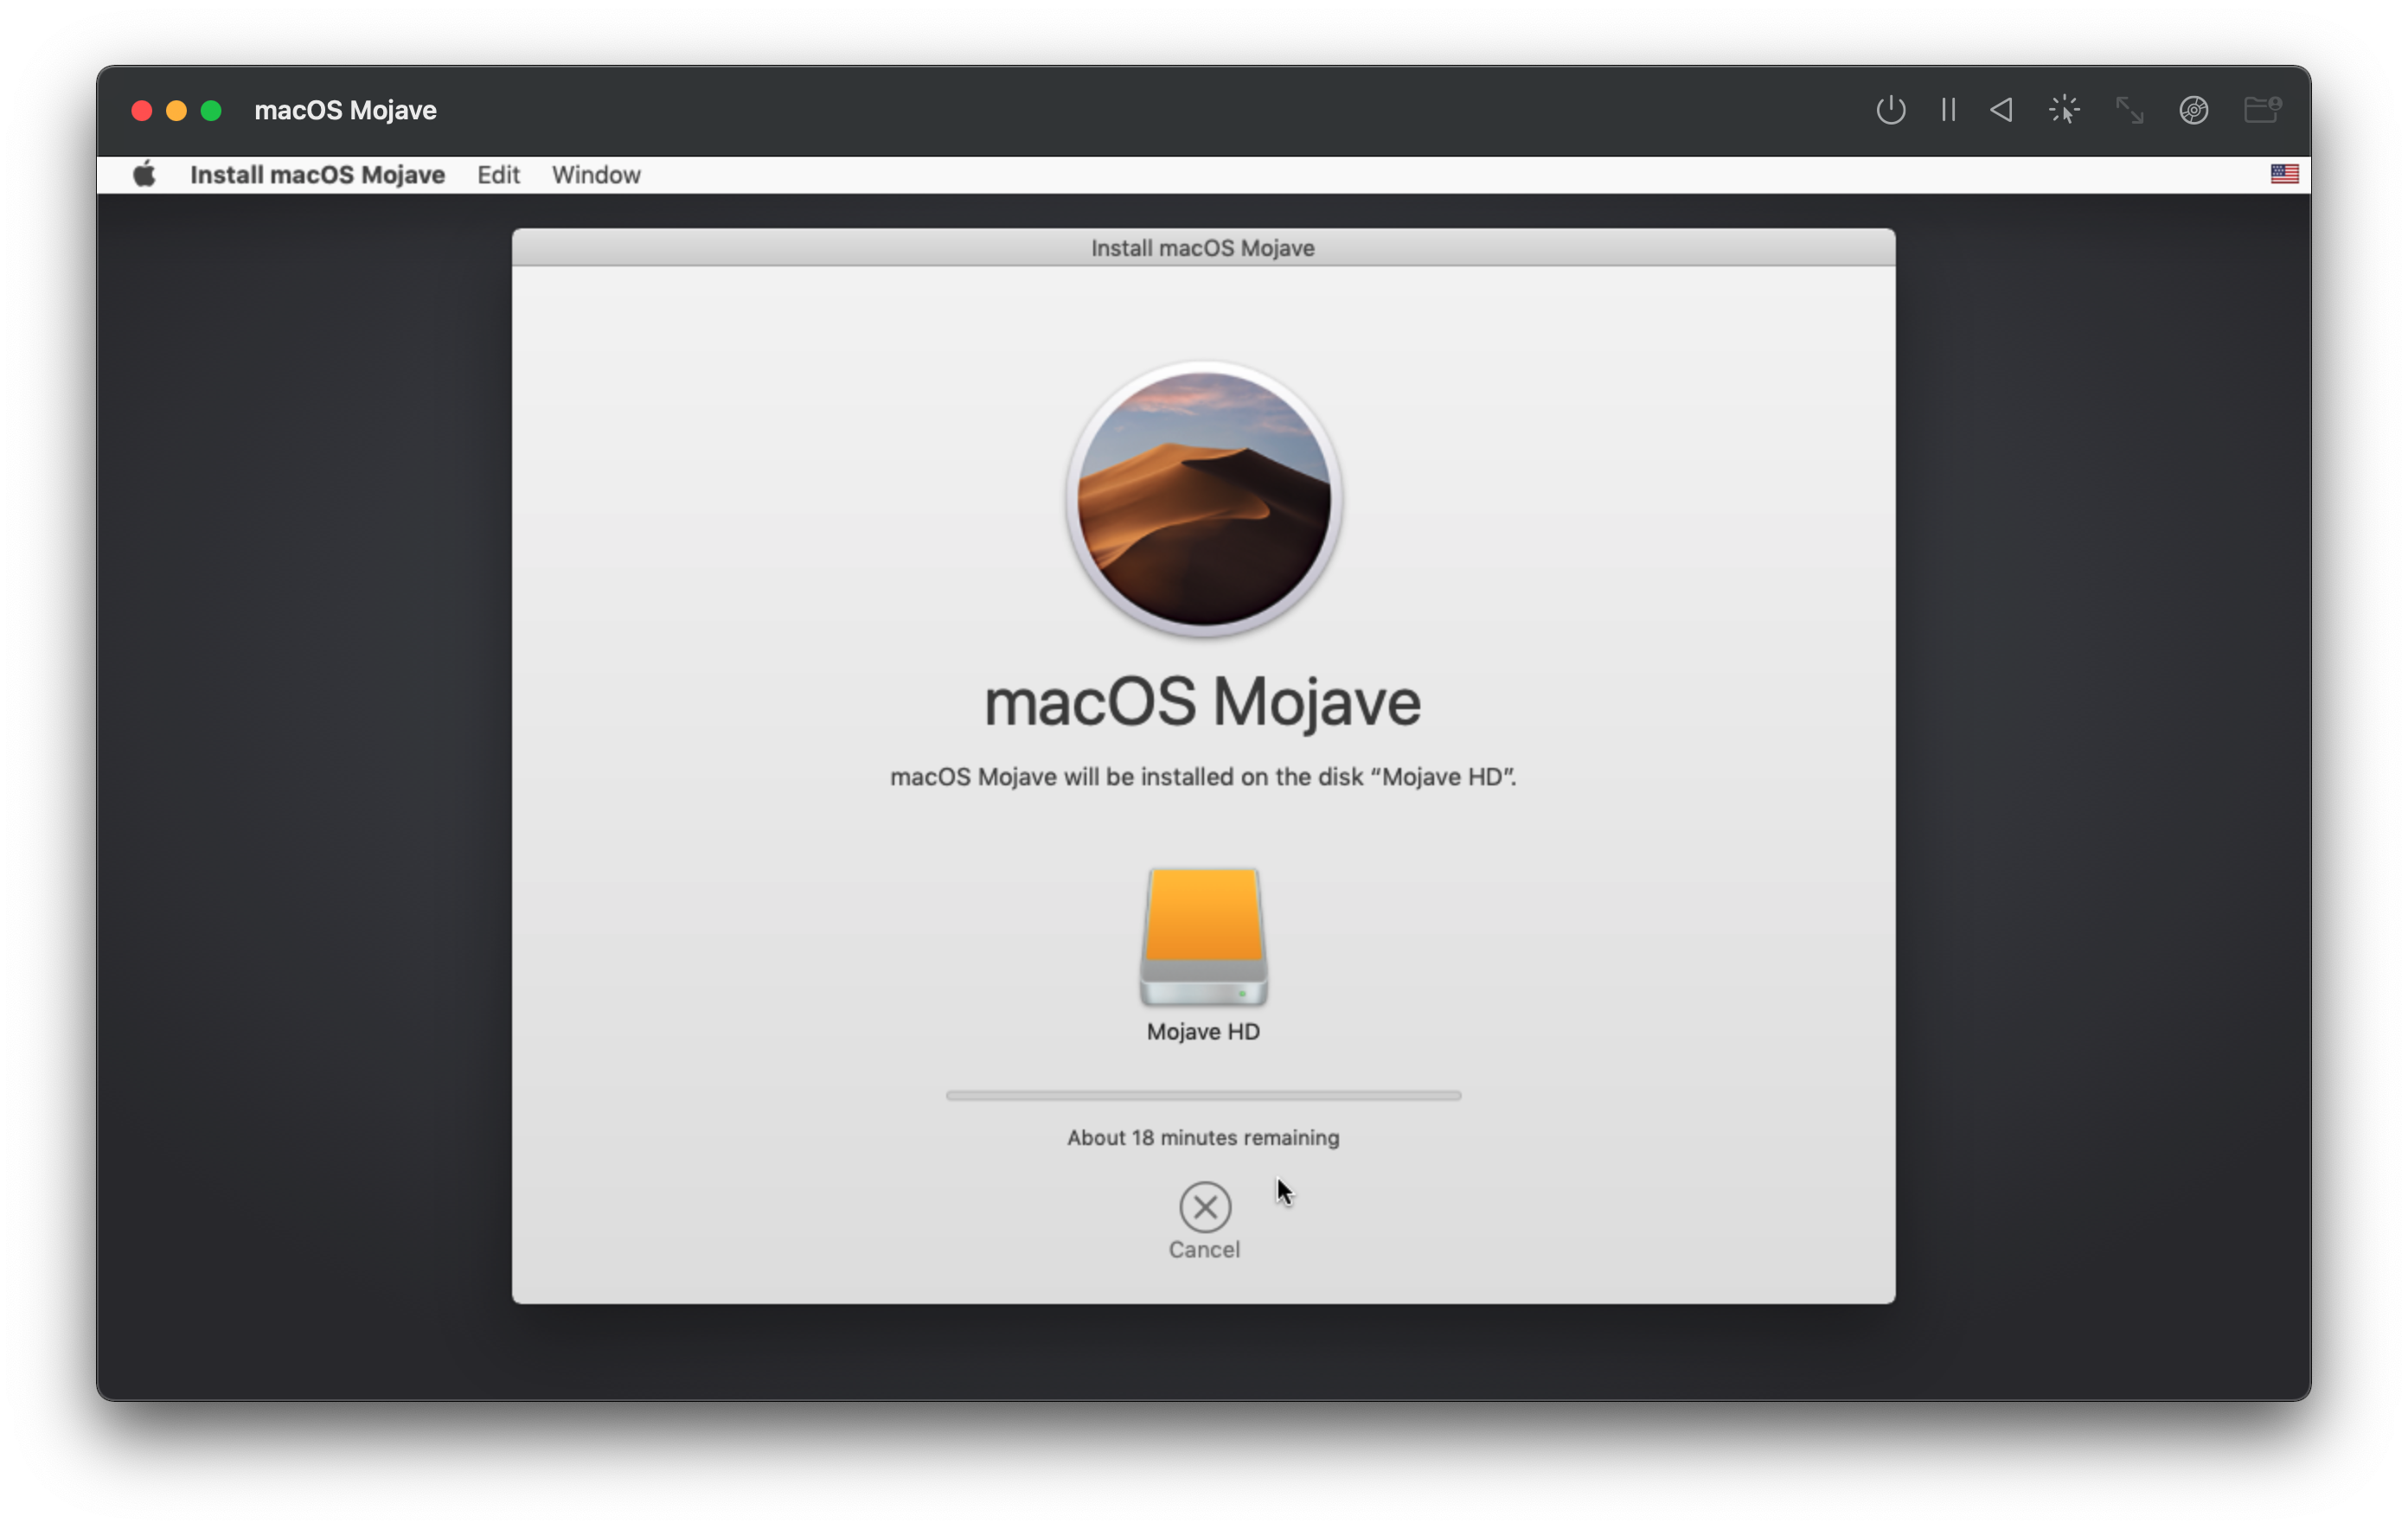 macOS Mojave
Install macOS Mojave Edit Window
Install macOS Mojave
macOS Mojave
macOS Mojave will be installed on the disk “Mojave HD”.
Mojave HD
About 18 minutes remaining
Cancel